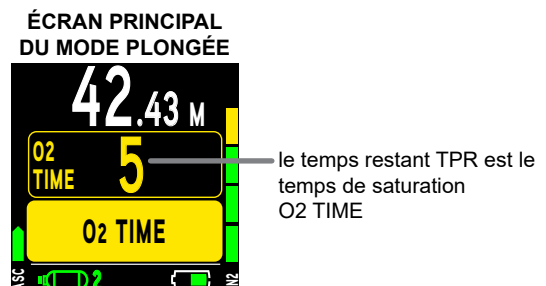 ÉCRAN PRINCIPAL
DU MODE PLONGÉE
42.43 M
O2
TIME
5
le temps restant TPR est le
temps de saturation
O2 TIME
O2 TIME
ASC
2
N2